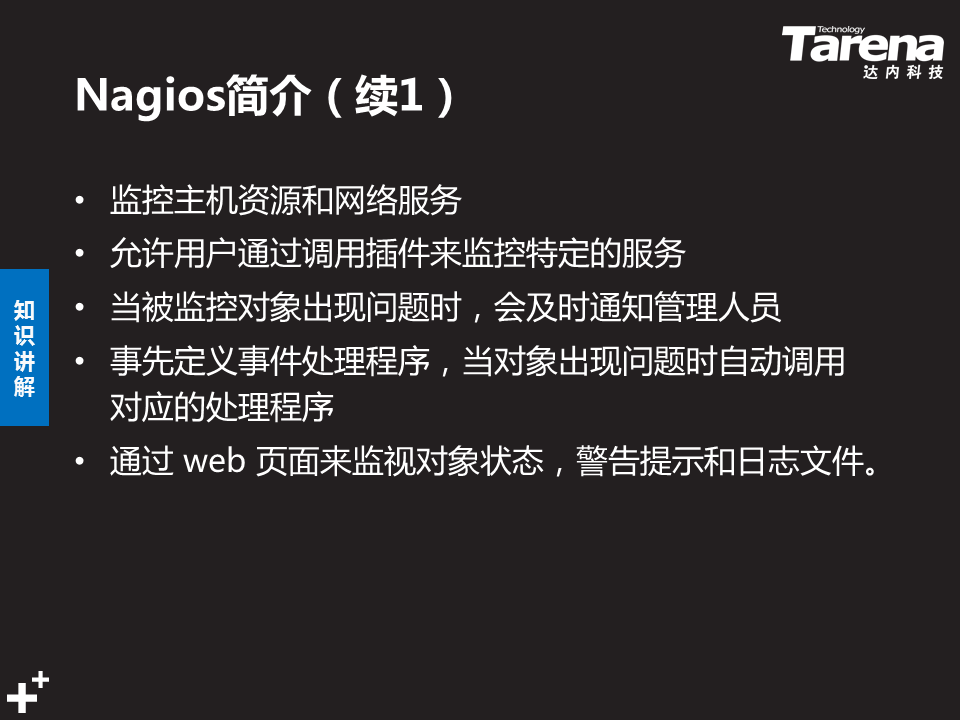 Technology
Tarena
达内科技
Nagios简介（续1）
• 监控主机资源和网络服务
• 允许用户通过调用插件来监控特定的服务
• 当被监控对象出现问题时，会及时通知管理人员
• 事先定义事件处理程序，当对象出现问题时自动调用
对应的处理程序
• 通过 web 页面来监视对象状态，警告提示和日志文件。
知
识
讲
解